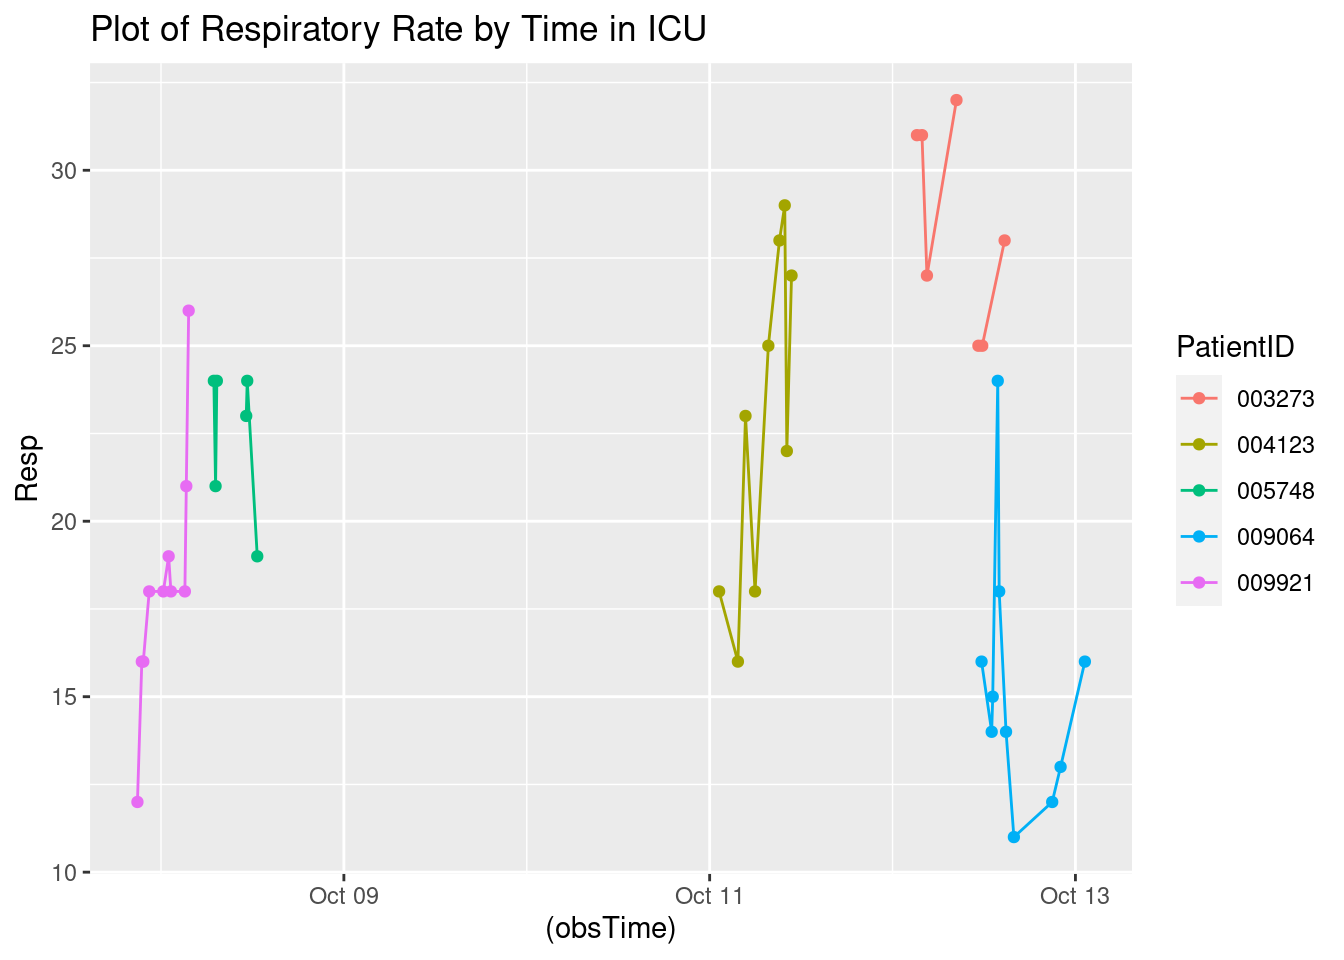 Plot of Respiratory Rate by Time in ICU
Resp
30
25
20
15
10
Oct 09
Oct 11
Oct 13
(obsTime)
PatientID
003273
004123
005748
009064
009921